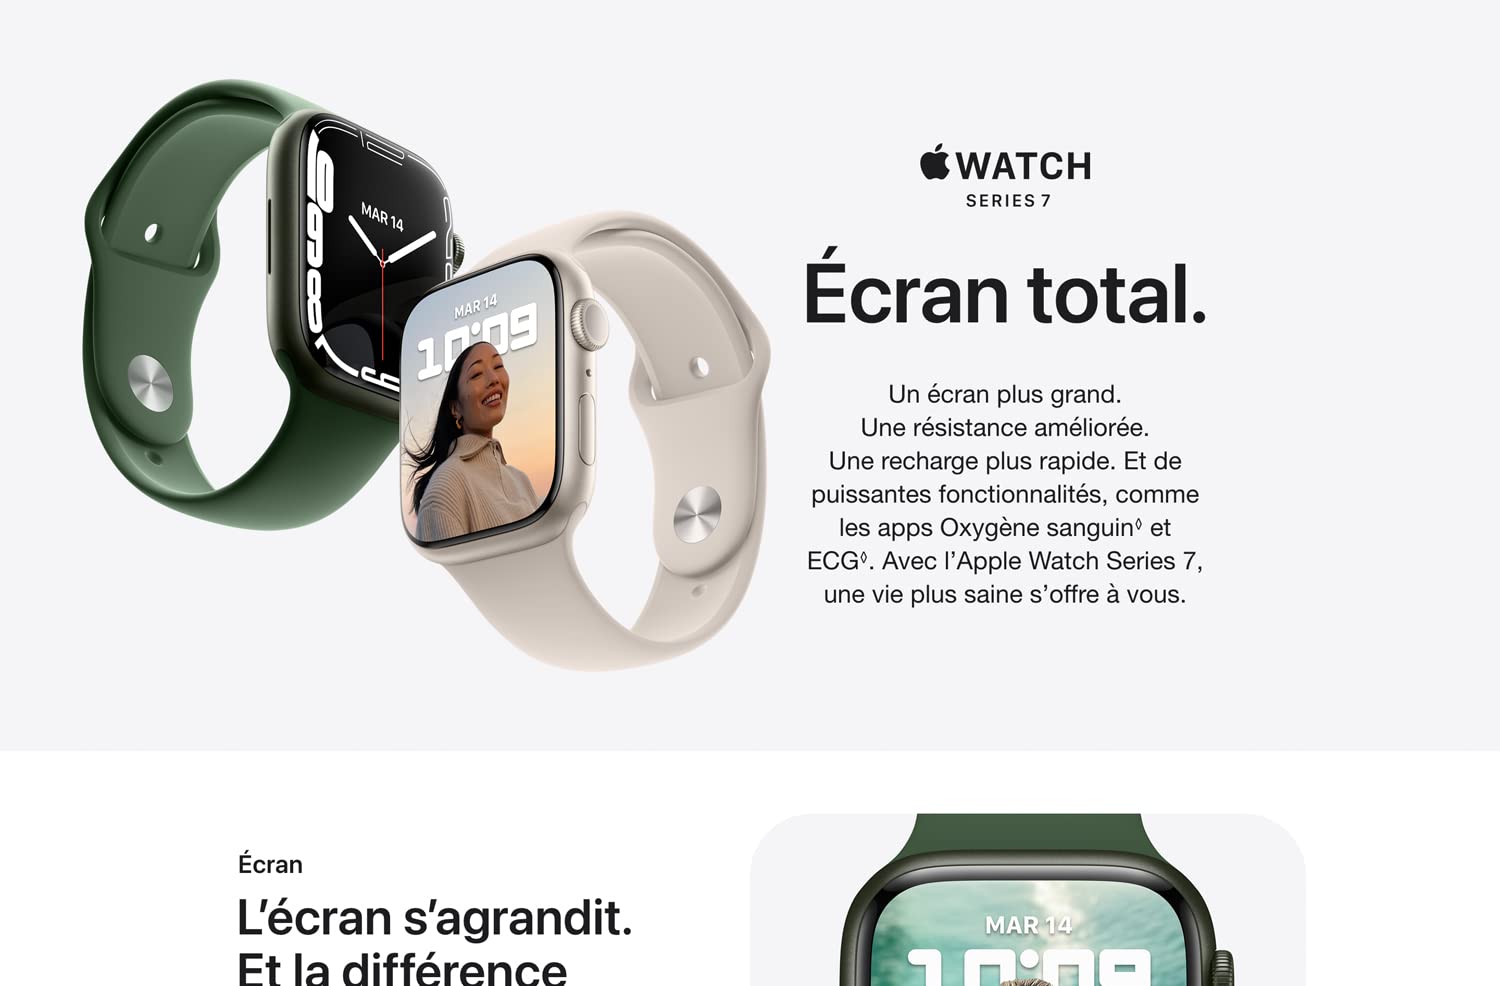 MAR 14
MAR 14
10:09
WATCH
SERIES 7
Écran total.
Un écran plus grand.
Une résistance améliorée.
Une recharge plus rapide. Et de
puissantes fonctionnalités, comme
les apps Oxygène sanguin◊ et
ECG◊. Avec l’Apple Watch Series 7,
une vie plus saine s’offre à vous.
Écran
L’écran s’agrandit.
Et la différence
MAR 14
10:09